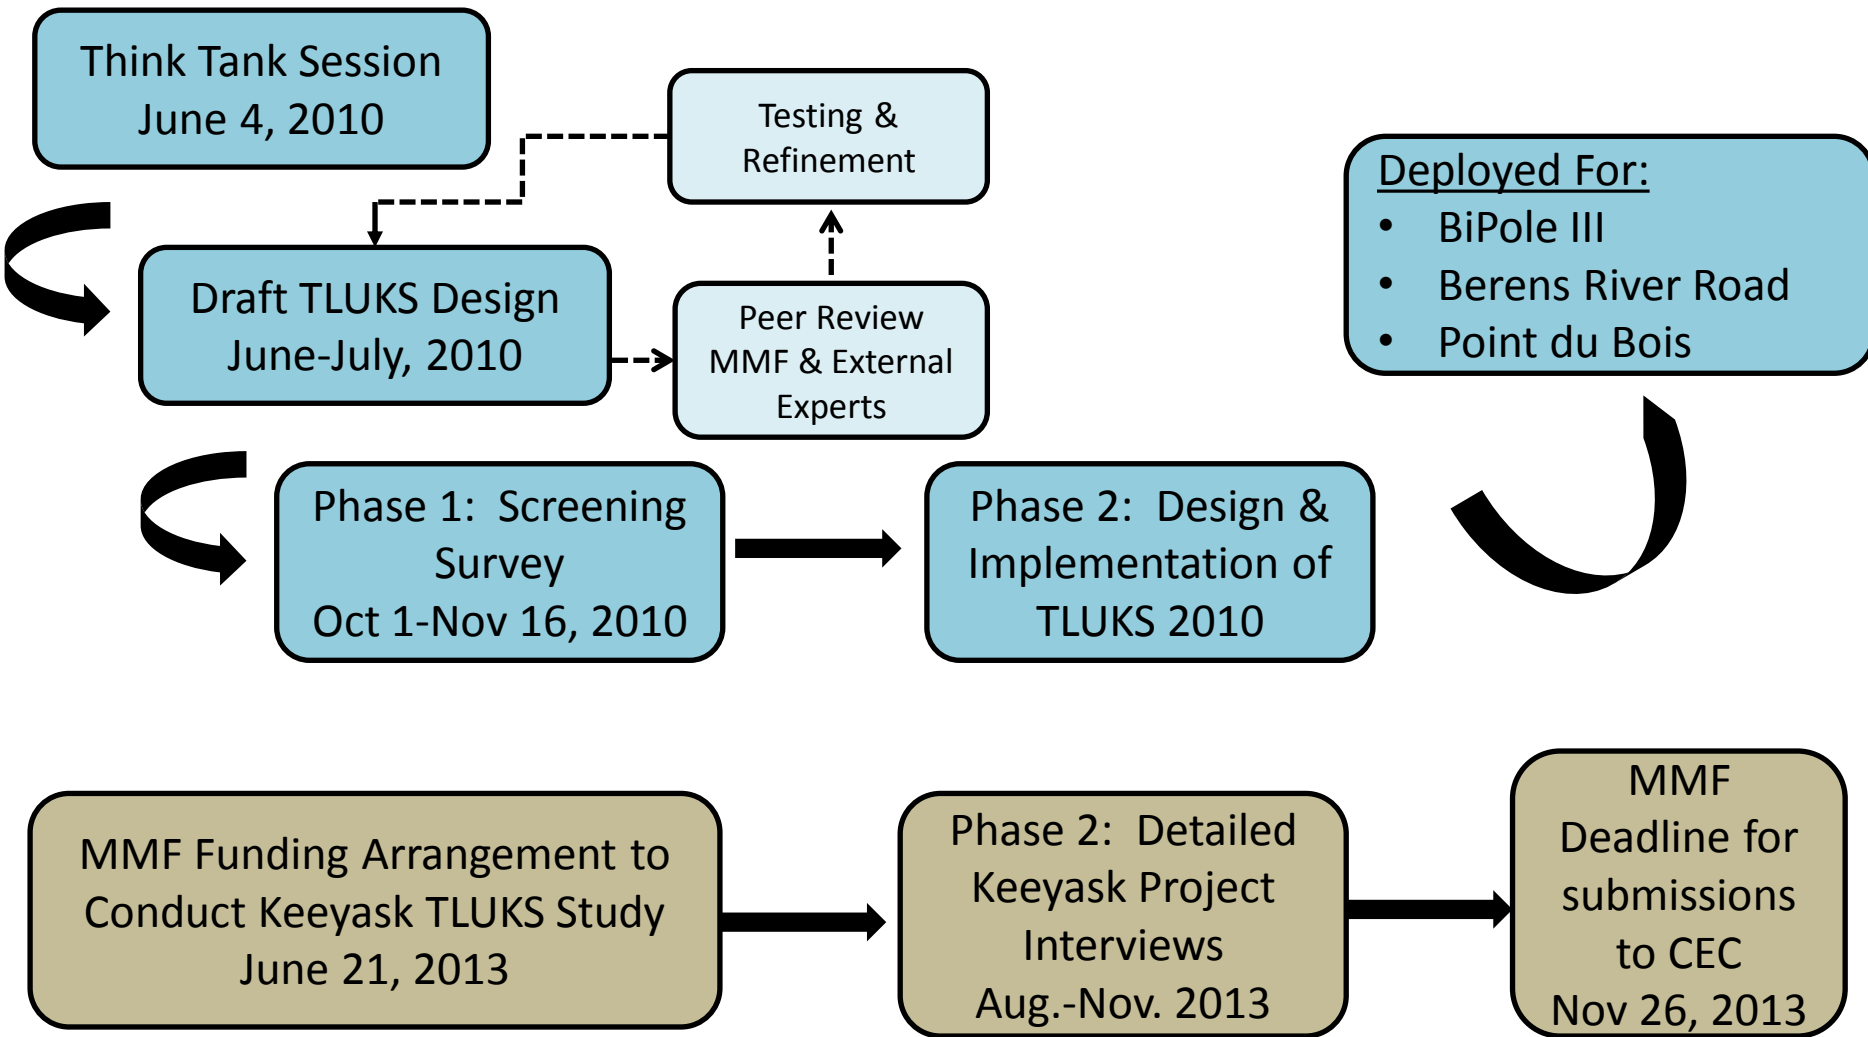 Think Tank Session
June 4, 2010
Testing &
Refinement
Draft TLUKS Design
June-July, 2010
Peer Review
MMF & External
Experts
Deployed For:
• BiPole III
• Berens River Road
• Point du Bois
Phase 1: Screening
Survey
Oct 1-Nov 16, 2010
Phase 2: Design &
Implementation of
TLUKS 2010
MMF Funding Arrangement to
Conduct Keeyask TLUKS Study
June 21, 2013
Phase 2: Detailed
Keeyask Project
Interviews
Aug.-Nov. 2013
MMF
Deadline for
submissions
to CEC
Nov 26, 2013